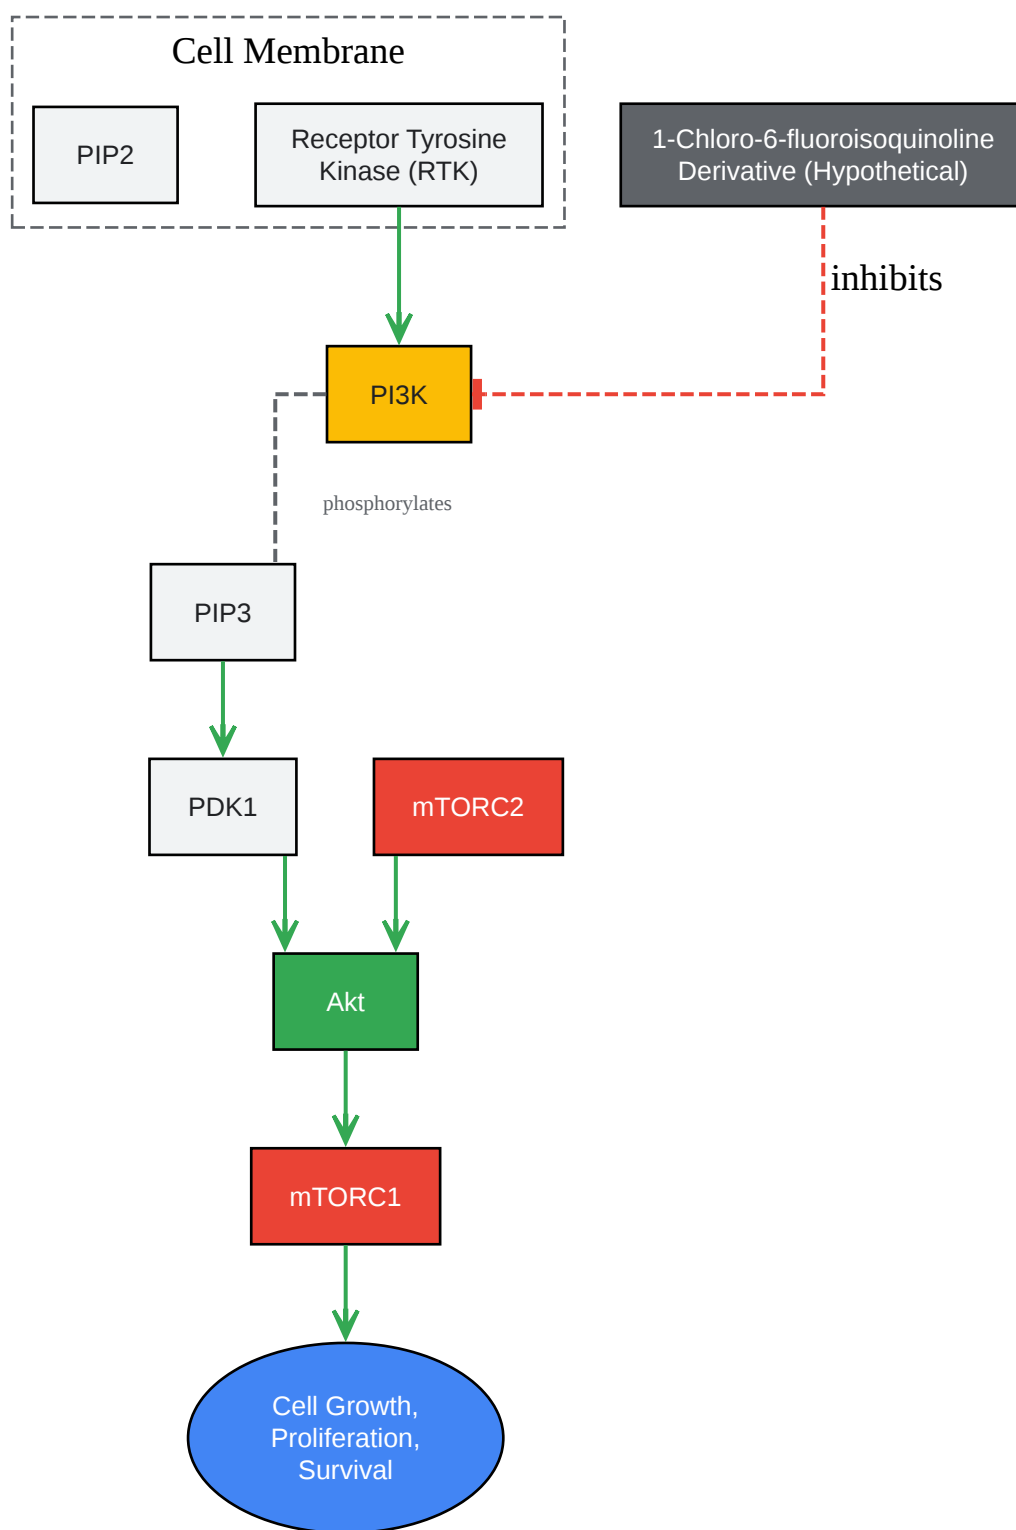 Cell Membrane
PIP2
Receptor Tyrosine
Kinase (RTK)
1-Chloro-6-fluoroisoquinoline
Derivative (Hypothetical)
inhibits
PI3K
phosphorylates
PIP3
PDK1
mTORC2
Akt
mTORC1
Cell Growth,
Proliferation,
Survival